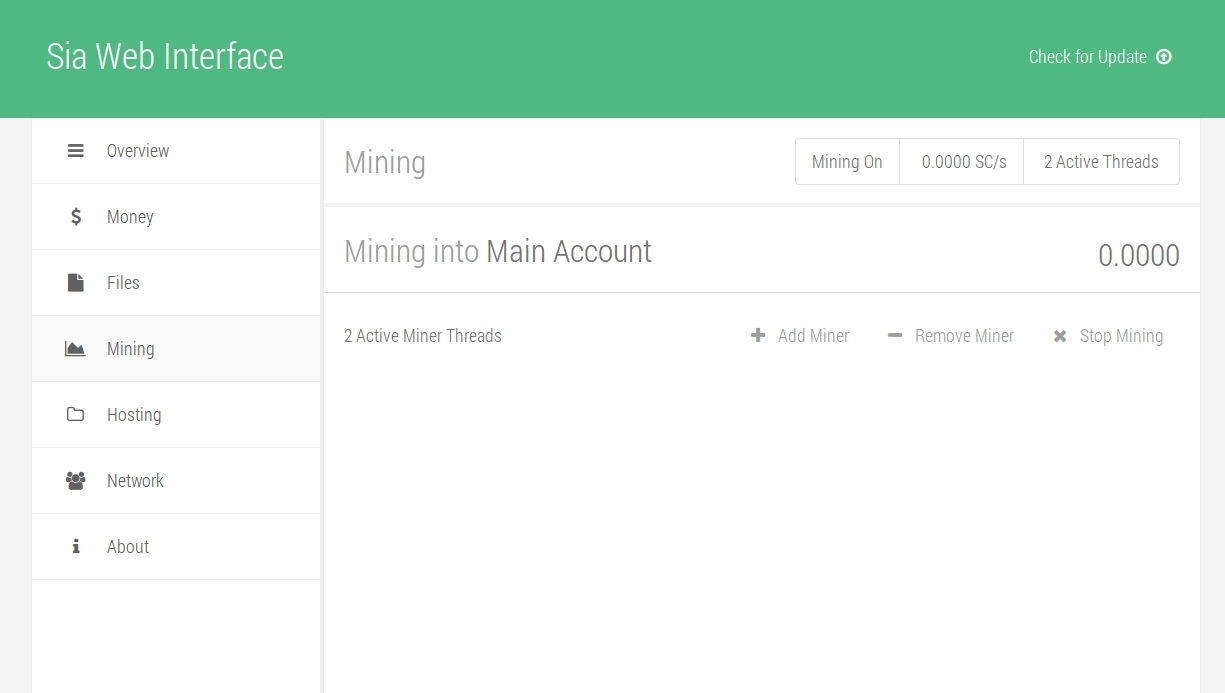 Sia Web Interface
Check for Update
Overview
Money
Files
Mining
Hosting
Network
About
Mining
Mining On 0.0000 SC/s 2 Active Threads
Mining into Main Account 0.0000
2 Active Miner Threads Add Miner Remove Miner Stop Mining